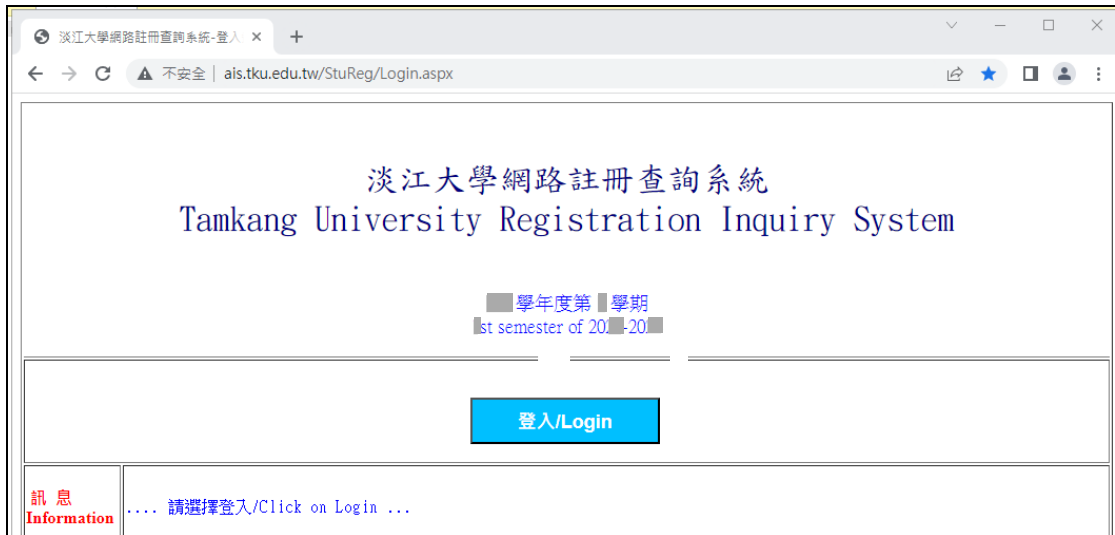 淡江大學網路註冊查詢系統-登入
不安全 | ais.tku.edu.tw/StuReg/Login.aspx
淡江大學網路註冊查詢系統
Tamkang University Registration Inquiry System
學年度第 學期
st semester of 20 -20
登入/Login
訊 息
Information
.... 請選擇登入/Click on Login ...